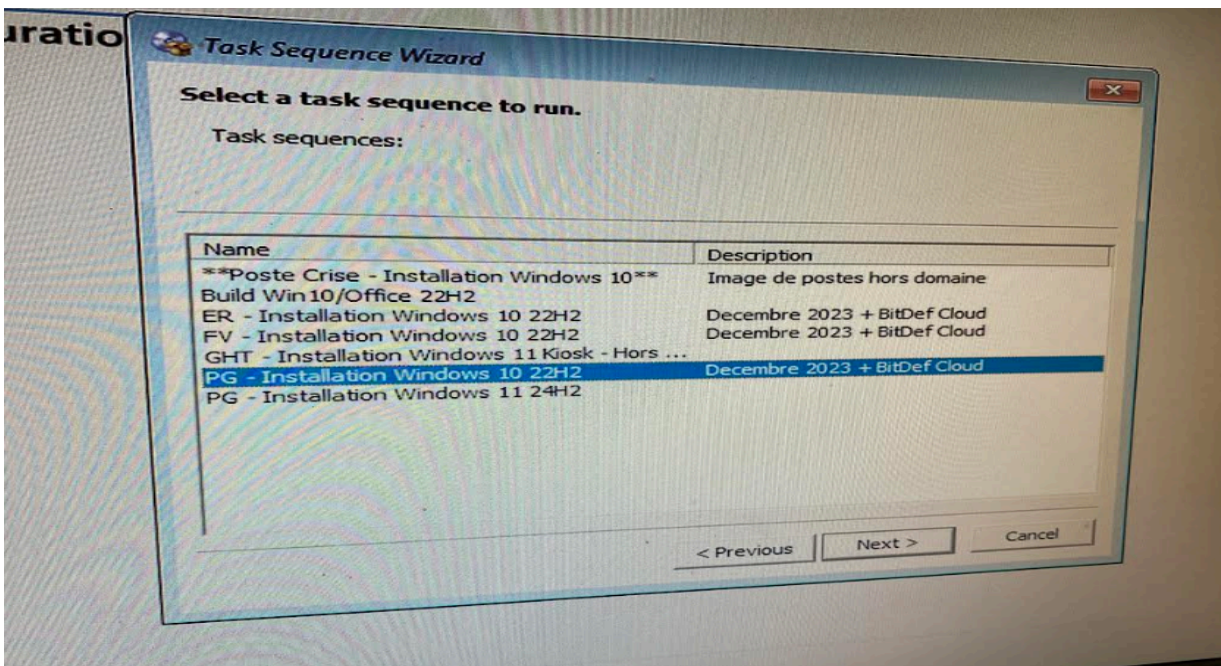 uratio
Task Sequence Wizard
Select a task sequence to run.
Task sequences:
Name Description
**Poste Crise - Installation Windows 10** Image de postes hors domaine
Build Win10/Office 22H2
ER - Installation Windows 10 22H2 Decembre 2023 + BitDef Cloud
FV - Installation Windows 10 22H2 Decembre 2023 + BitDef Cloud
GHT - Installation Windows 11 Kiosk - Hors ...
PG - Installation Windows 10 22H2 Decembre 2023 + BitDef Cloud
PG - Installation Windows 11 24H2
< Previous Next > Cancel